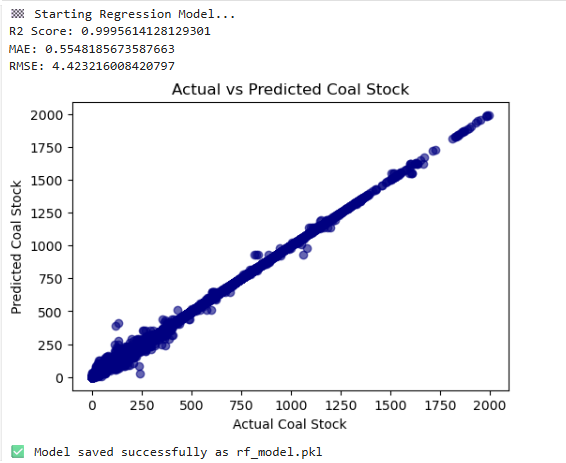 🏁 Starting Regression Model...
R2 Score: 0.9995614128129301
MAE: 0.5548185673587663
RMSE: 4.423216008420797
Actual vs Predicted Coal Stock
Predicted Coal Stock
2000
1750
1500
1250
1000
750
500
250
0
0 250 500 750 1000 1250 1500 1750 2000
Actual Coal Stock
✅ Model saved successfully as rf_model.pkl